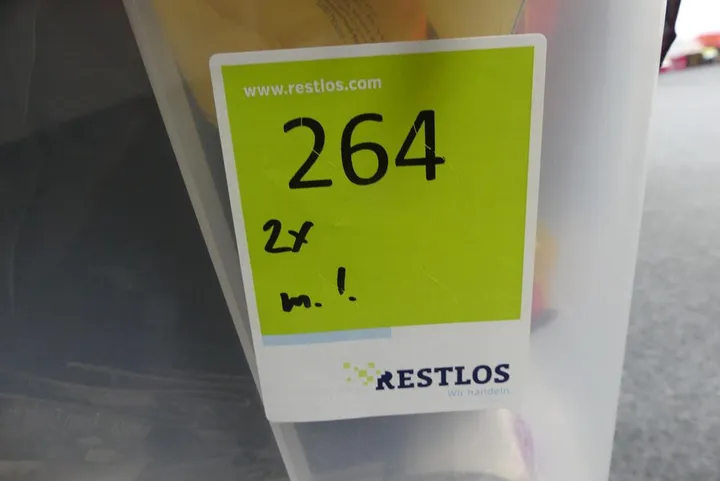 www.restlos.com
264
2x
m. !.
RESTLOS
Wir handeln.